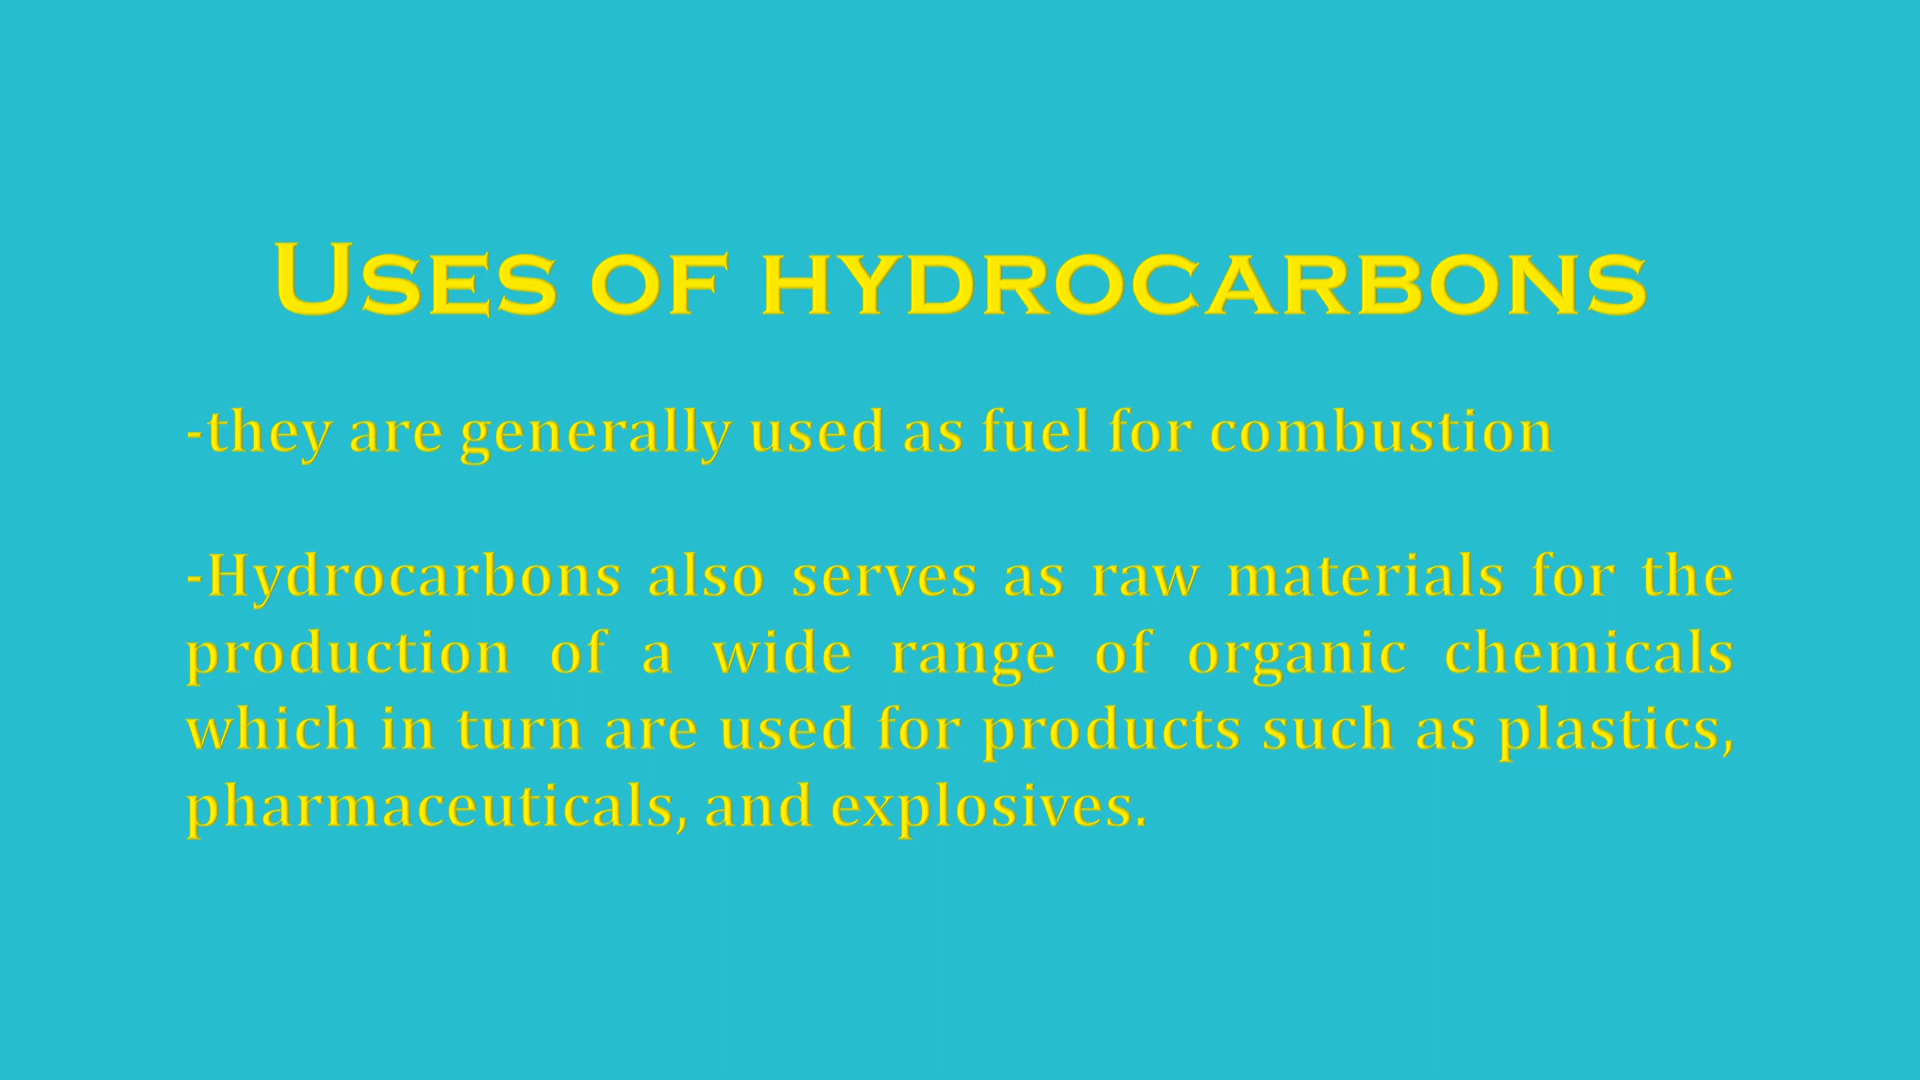 Uses of hydrocarbons
-they are generally used as fuel for combustion
-Hydrocarbons also serves as raw materials for the
production of a wide range of organic chemicals
which in turn are used for products such as plastics,
pharmaceuticals, and explosives.